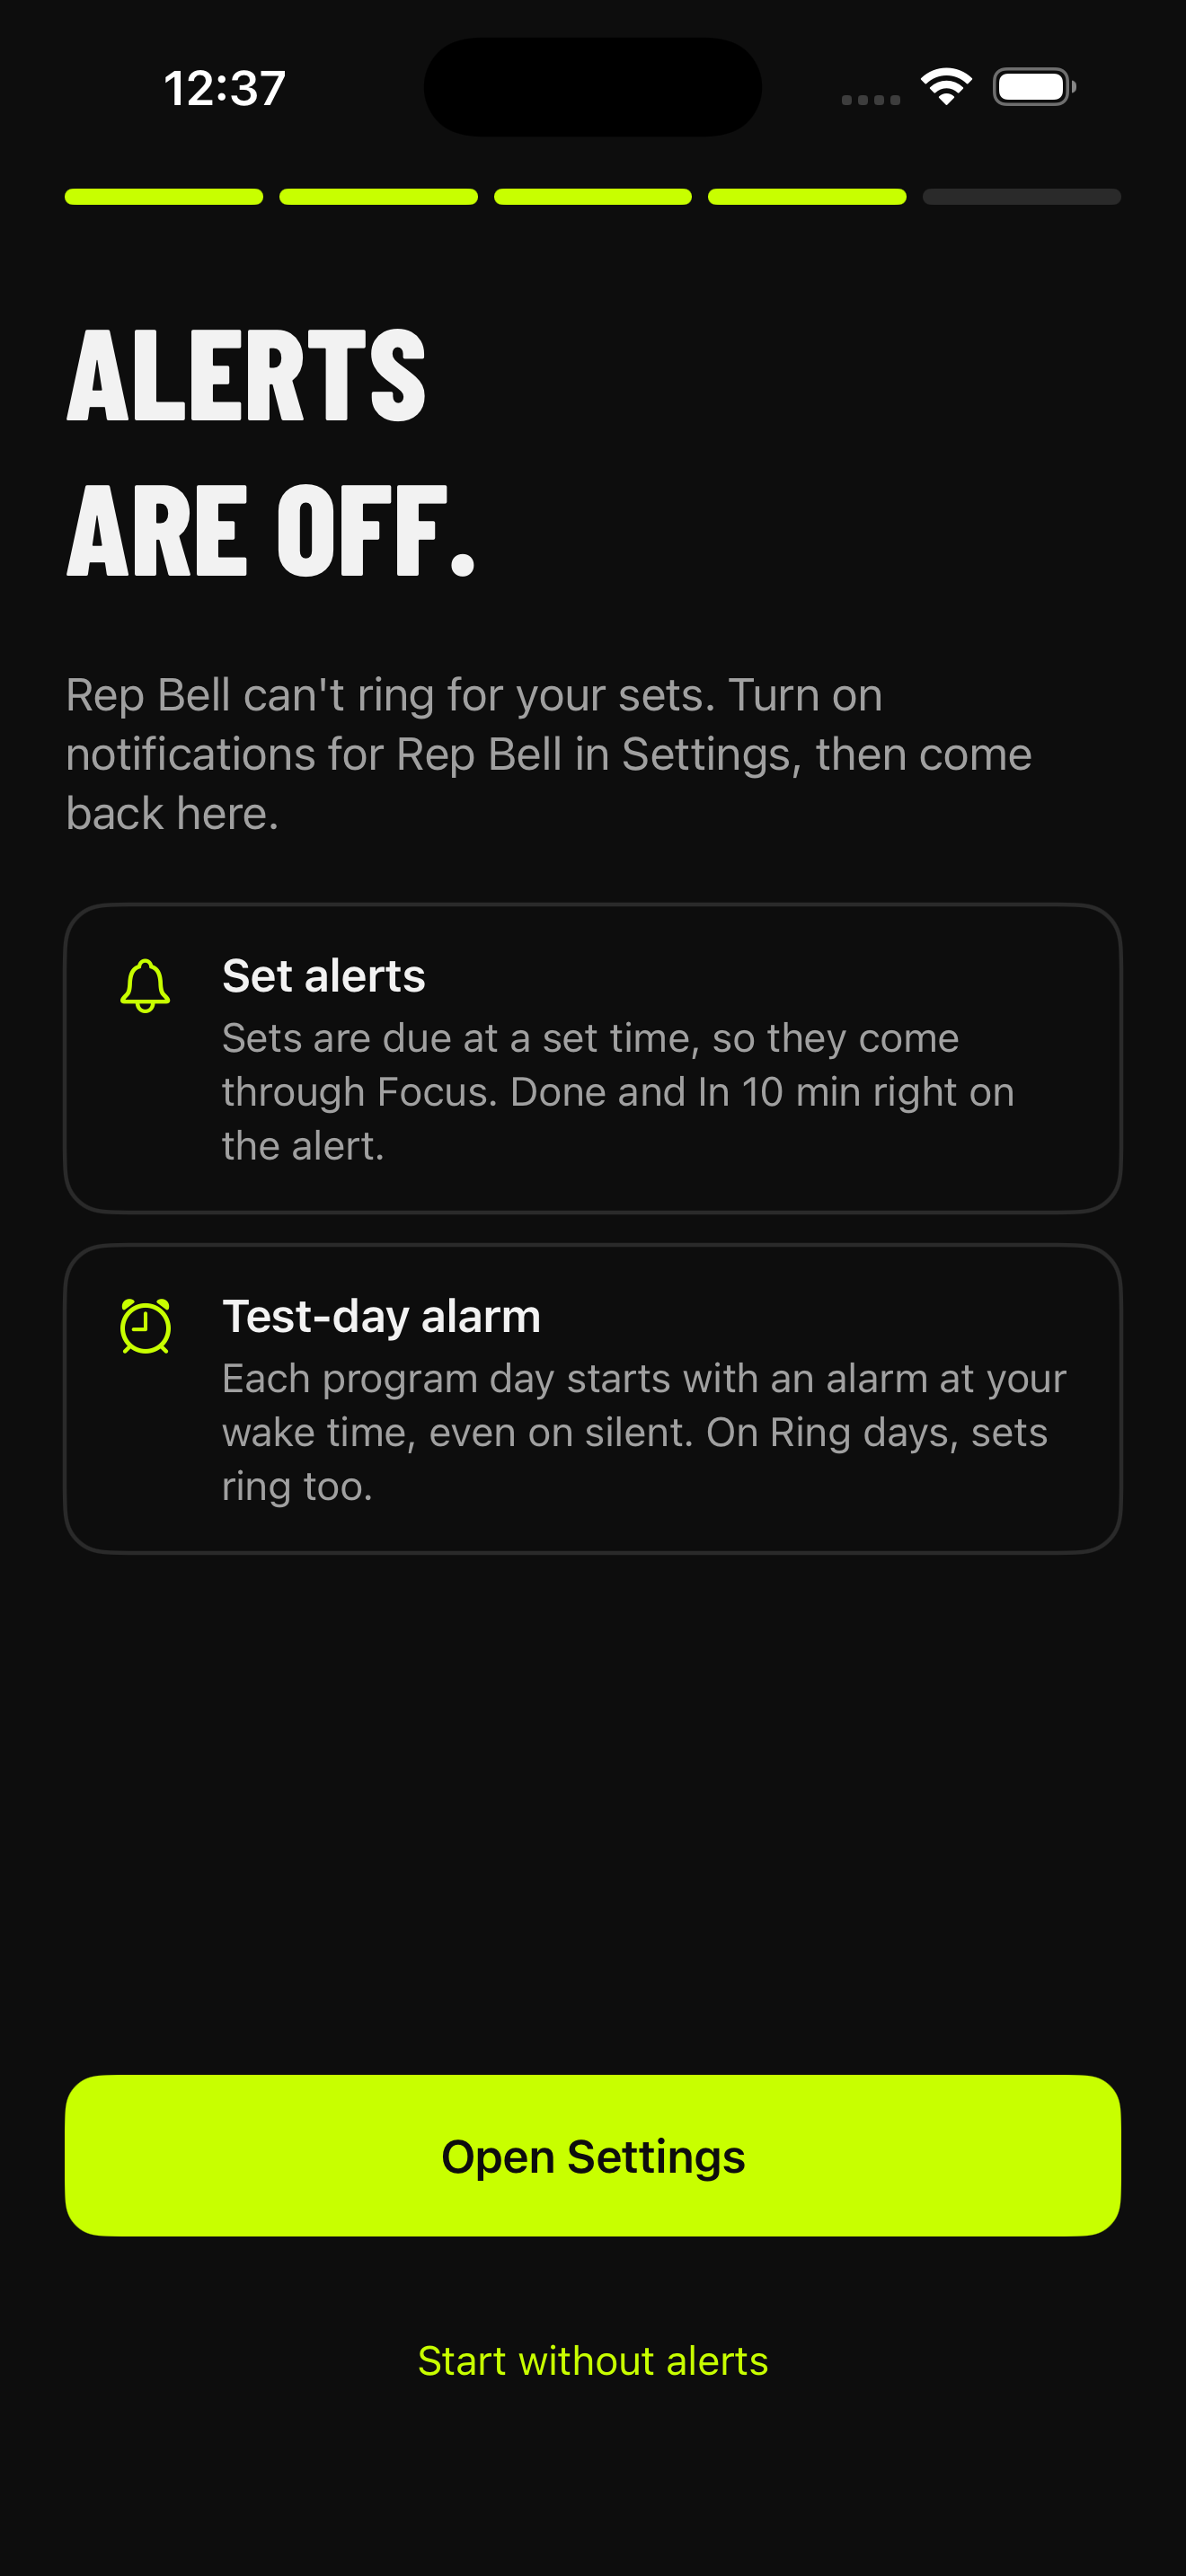 12:37
ALERTS
ARE OFF.
Rep Bell can't ring for your sets. Turn on
notifications for Rep Bell in Settings, then come
back here.
Set alerts
Sets are due at a set time, so they come
through Focus. Done and In 10 min right on
the alert.
Test-day alarm
Each program day starts with an alarm at your
wake time, even on silent. On Ring days, sets
ring too.
Open Settings
Start without alerts